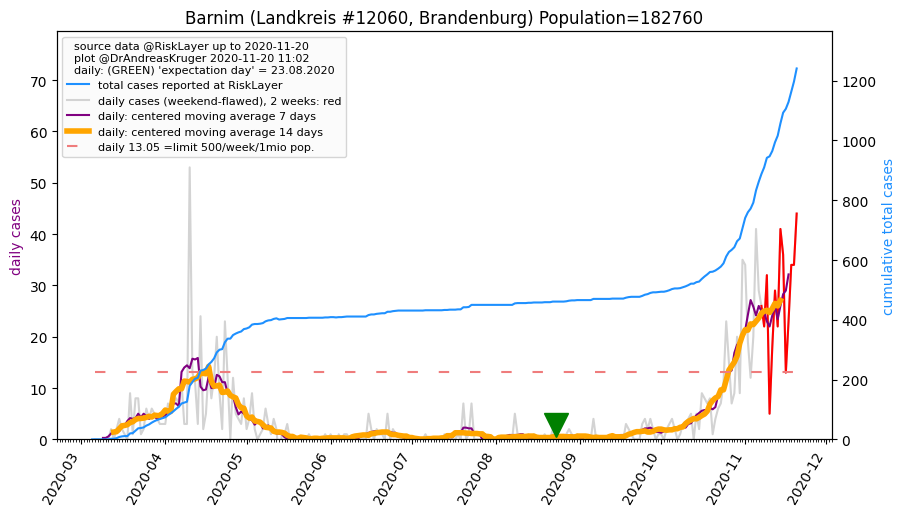 Barnim (Landkreis #12060, Brandenburg) Population=182760
source data @RiskLayer up to 2020-11-20
plot @DrAndreasKruger 2020-11-20 11:02
daily: (GREEN) 'expectation day' = 23.08.2020
total cases reported at RiskLayer
daily cases (weekend-flawed), 2 weeks: red
daily: centered moving average 7 days
daily: centered moving average 14 days
daily 13.05 =limit 500/week/1mio pop.
daily cases
70
60
50
40
30
20
10
0
cumulative total cases
1200
1000
800
600
400
200
0
2020-03
2020-04
2020-05
2020-06
2020-07
2020-08
2020-09
2020-10
2020-11
2020-12